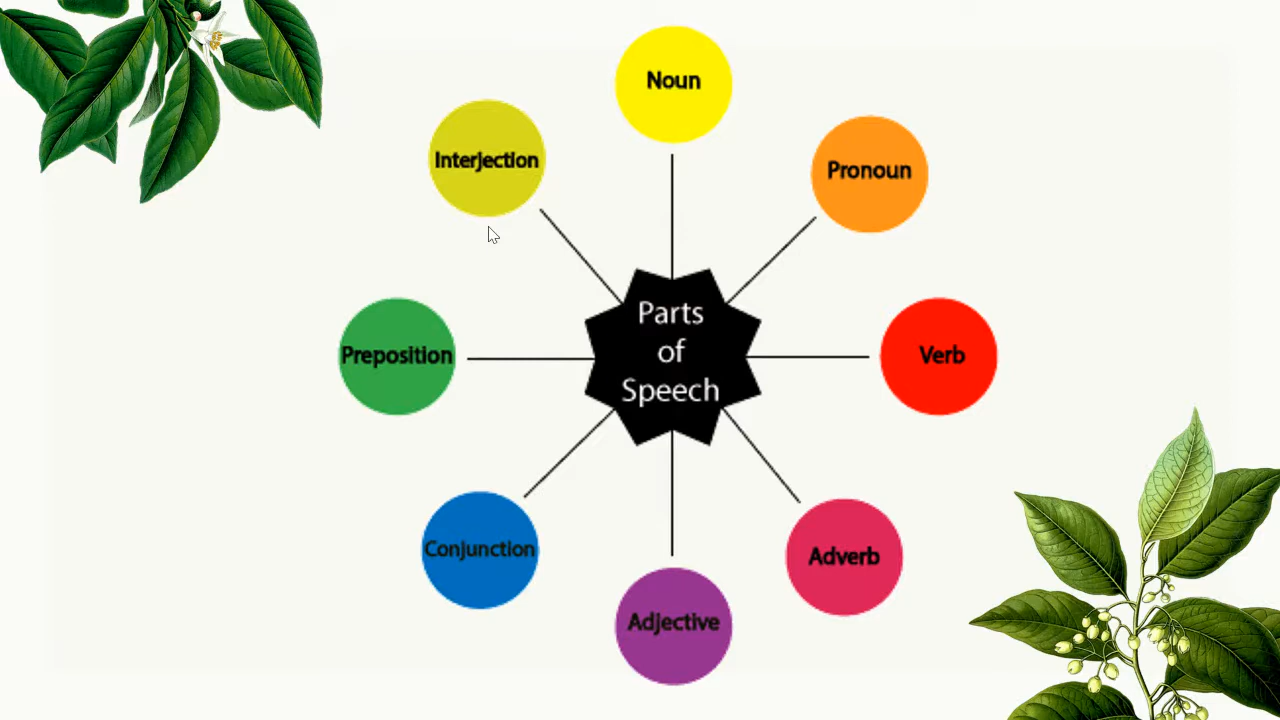 Noun
Interjection
Pronoun
Parts
of
Speech
Preposition
Verb
Conjunction
Adverb
Adjective